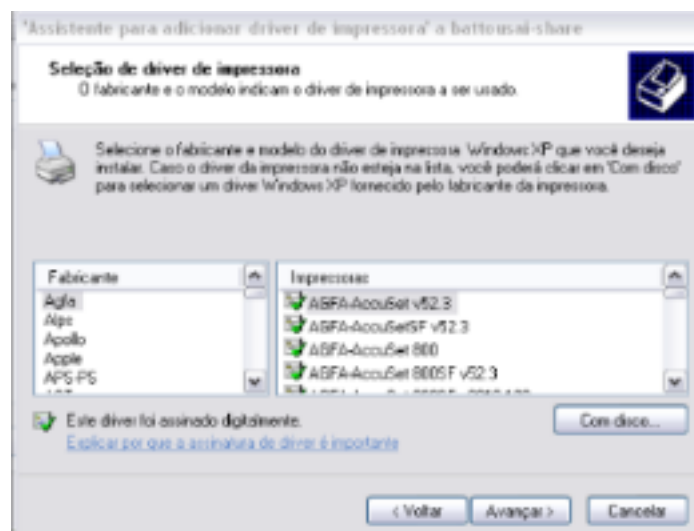 'Assistente para adicionar driver de impressora' a battousai-share
Seleção de driver de impressora
O fabricante e o modelo indicam o driver de impressora a ser usado.
Selecione o fabricante e modelo do driver de impressora Windows XP que você deseja
instalar. Caso o driver da impressora não esteja na lista, você poderá clicar em 'Com disco'
para selecionar um driver Windows XP fornecido pelo fabricante da impressora.
Fabricante
Agfa
Alps
Apollo
Apple
APS-PS
Impressoras
AGFA-AccuSet v52.3
AGFA-AccuSetSF v52.3
AGFA-AccuSet 800
AGFA-AccuSet 800SF v52.3
Este driver foi assinado digitalmente.
Explicar por que a assinatura do driver é importante
Com disco...
< Voltar
Avançar >
Cancelar